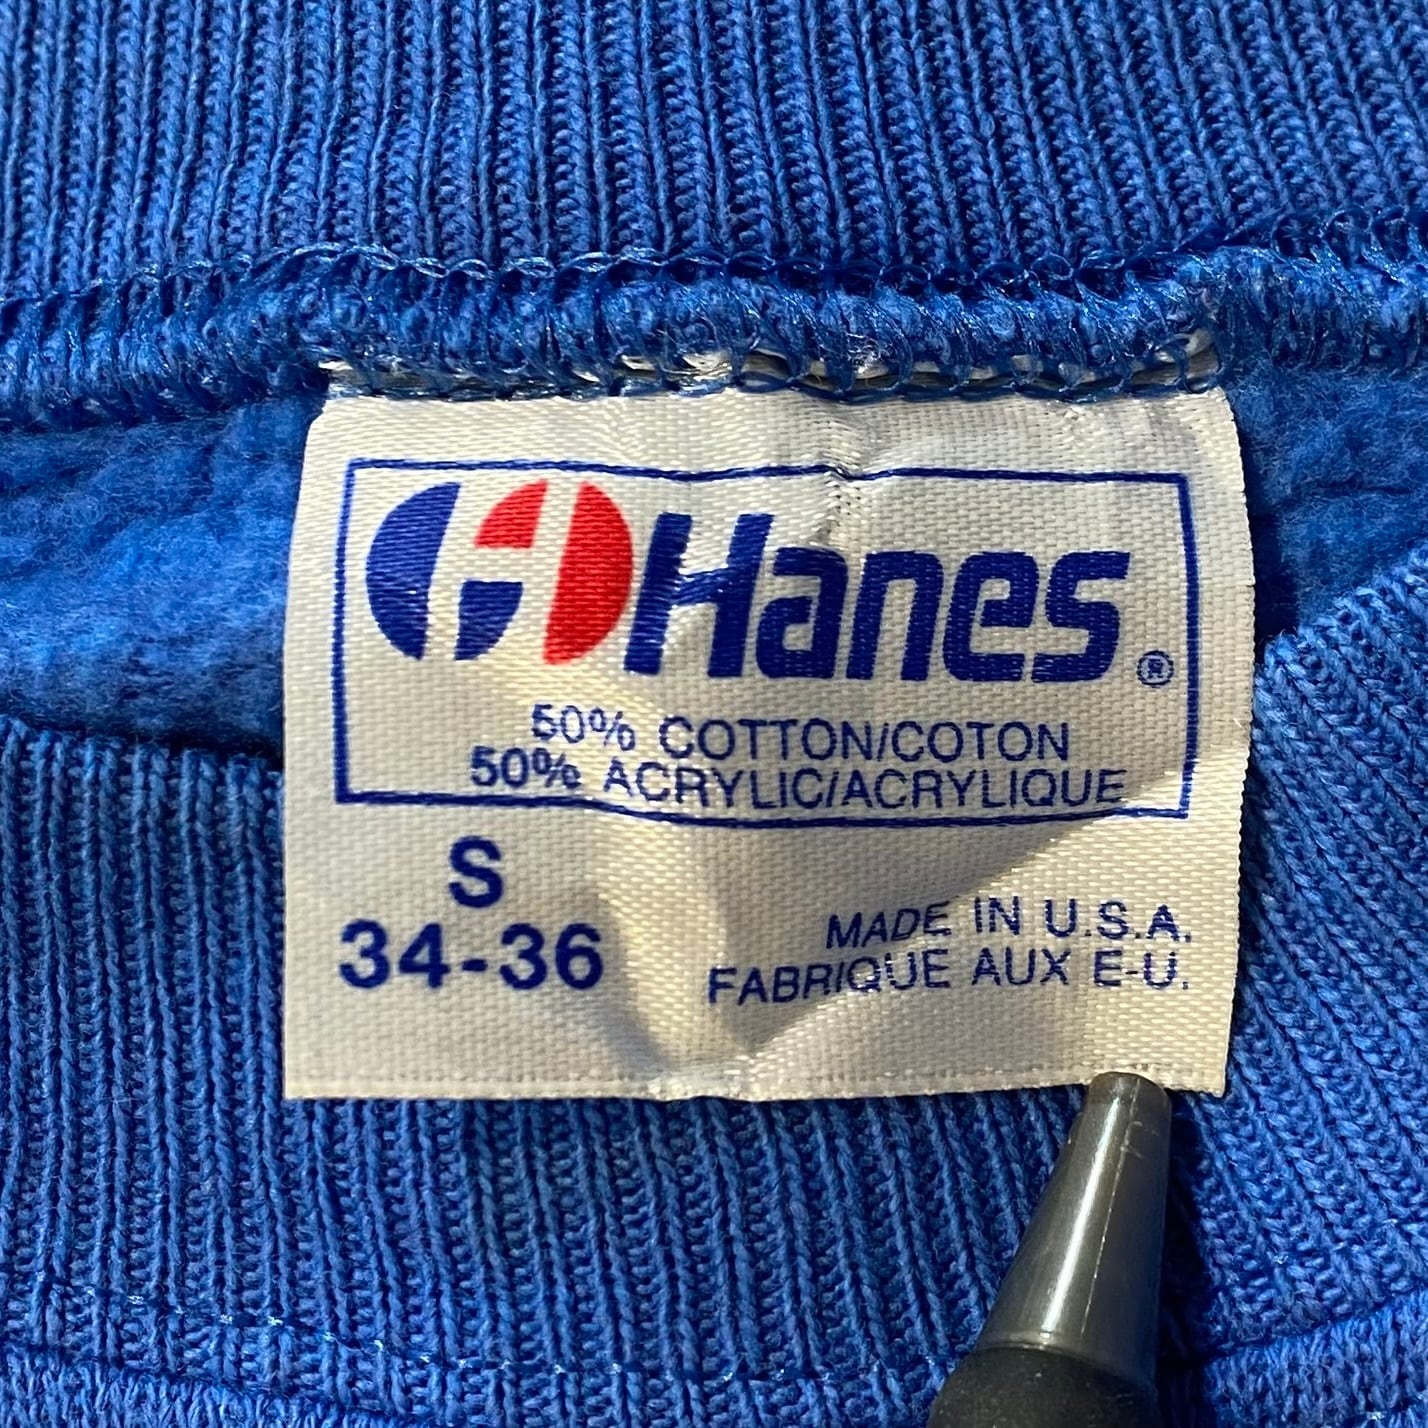 Hanes®
50% COTTON/COTON
50% ACRYLIC/ACRYLIQUE
S
34-36
MADE IN U.S.A.
FABRIQUE AUX E-U.